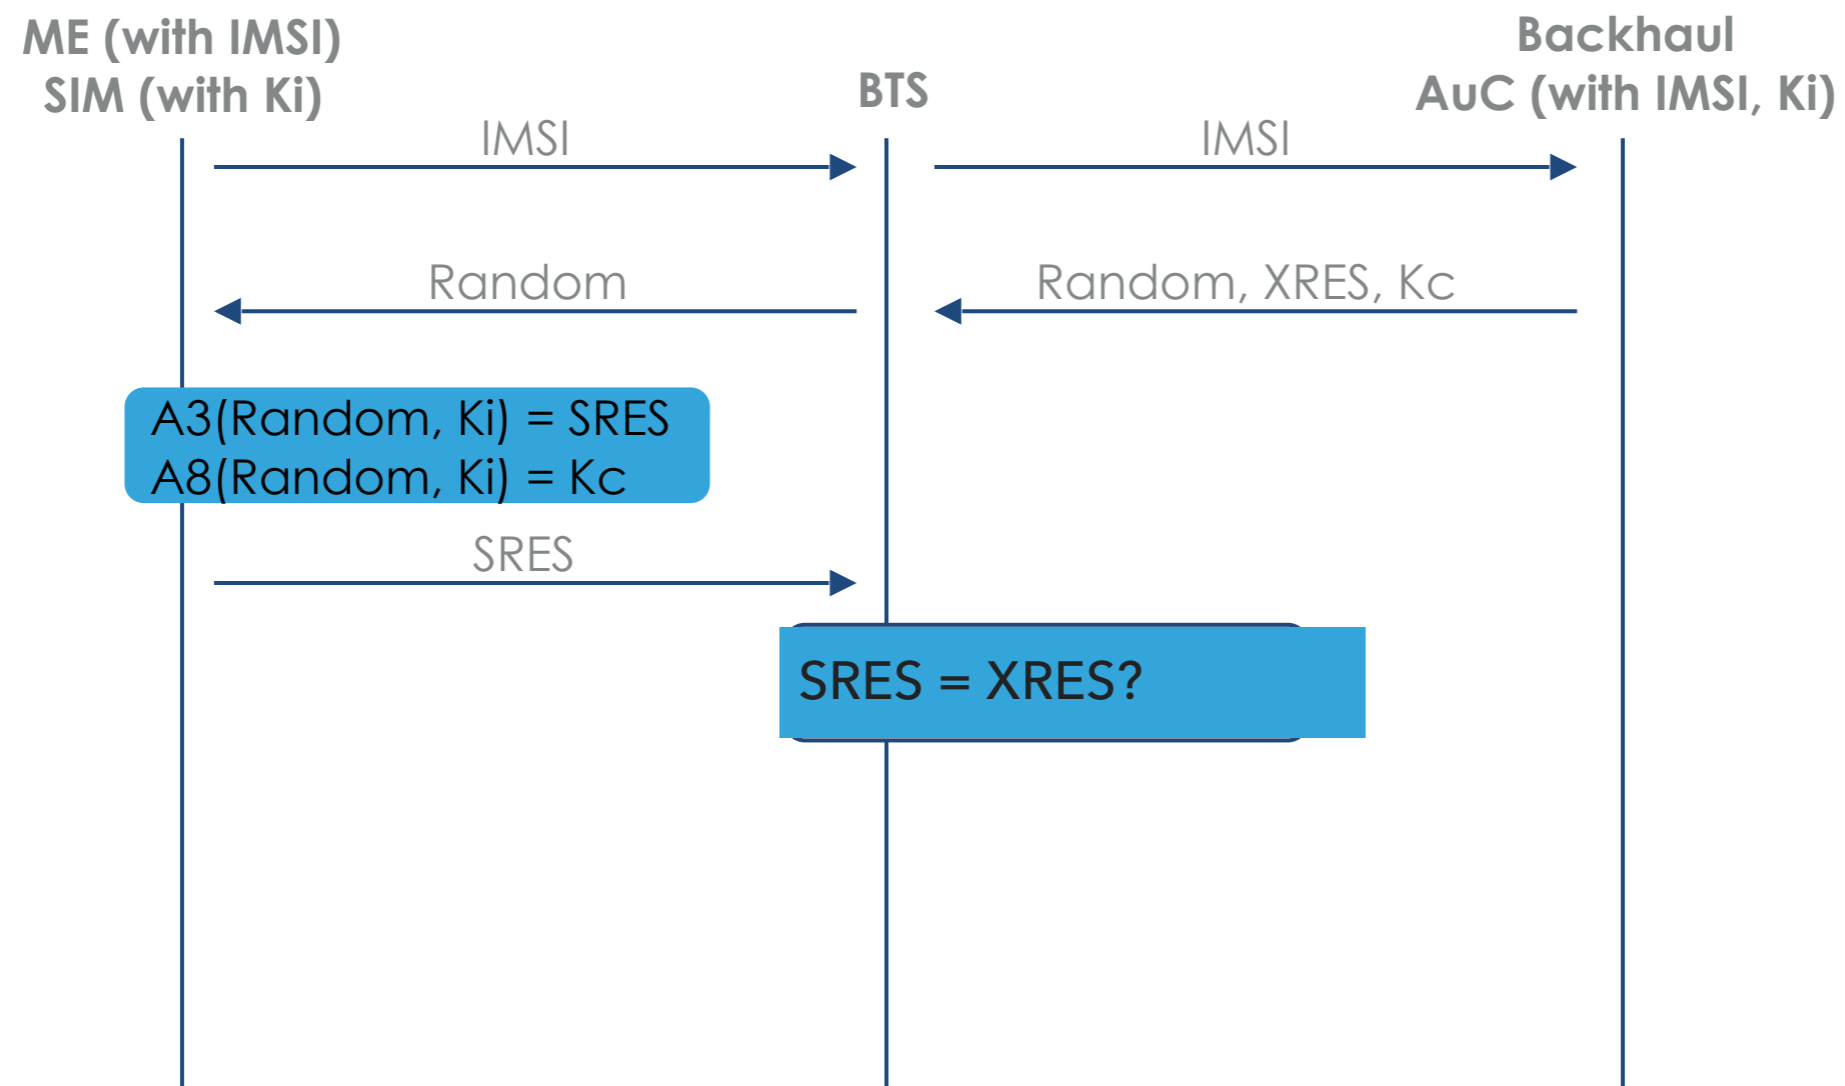 ME (with IMSI)
SIM (with Ki)
BTS
Backhaul
AuC (with IMSI, Ki)
IMSI
IMSI
Random
Random, XRES, Kc
A3(Random, Ki) = SRES
A8(Random, Ki) = Kc
SRES
SRES = XRES?